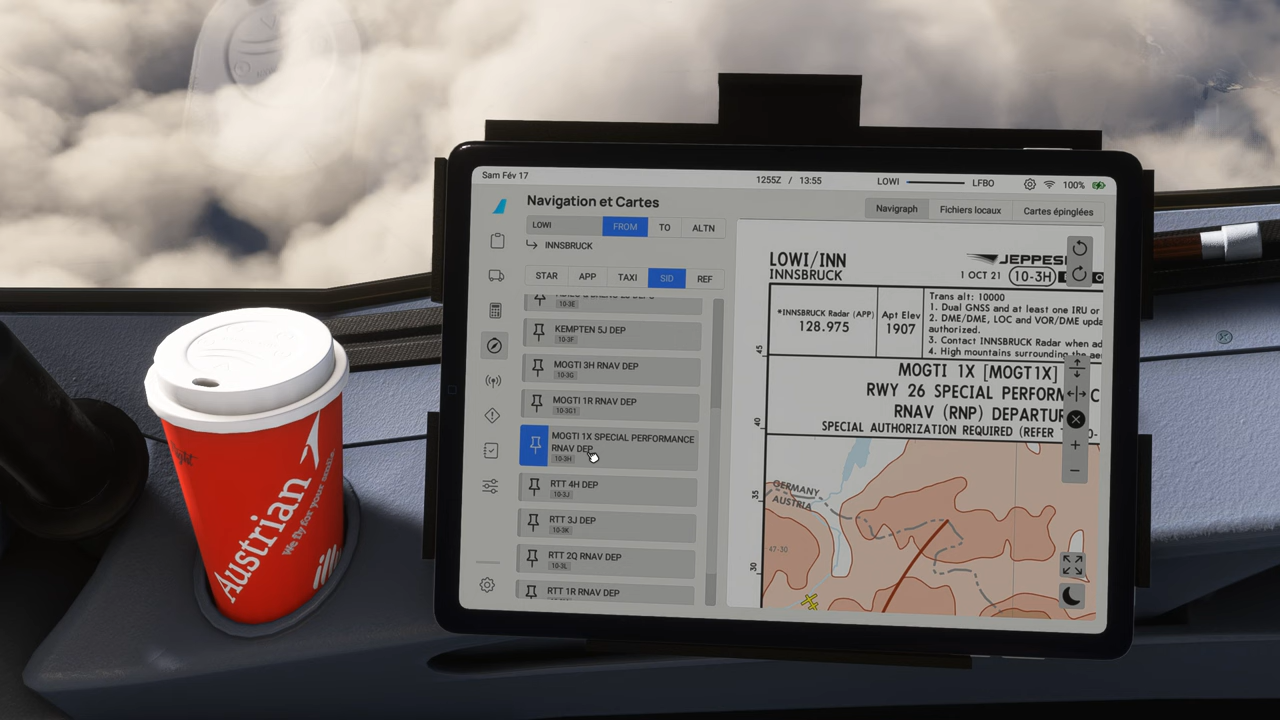 Sam Fév 17
1255Z / 13:55
LOWI
LFBO
100%
Navigation et Cartes
Navigraph
Fichiers locaux
Cartes épinglées
LOWI
FROM
TO
ALTN
INNSBRUCK
STAR
APP
TAXI
SID
REF
10-3E
KEMPTEN 5J DEP
10-3F
MOGTI 3H RNAV DEP
10-3G
MOGTI 1R RNAV DEP
10-3G1
MOGTI 1X SPECIAL PERFORMANCE
RNAV DEP
10-3H
RTT 4H DEP
10-3J
RTT 3J DEP
10-3K
RTT 2Q RNAV DEP
10-3L
RTT 1R RNAV DEP
LOWI/INN
INNSBRUCK
JEPPES
1 OCT 21
10-3H
*INNSBRUCK Radar (APP)
128.975
Apt Elev
1907
Trans alt: 10000
1. Dual GNSS and at least one IRU or
2. DME/DME, LOC and VOR/DME upda
authorized.
3. Contact INNSBRUCK Radar when ad
4. High mountains surrounding the ae
MOGTI 1X [MOGT1X]
RWY 26 SPECIAL PERFORM C
RNAV (RNP) DEPARTUR
SPECIAL AUTHORIZATION REQUIRED (REFER 10-
45
40
35
30
GERMANY
AUSTRIA
47-30
Austrian
We fly for your smile.